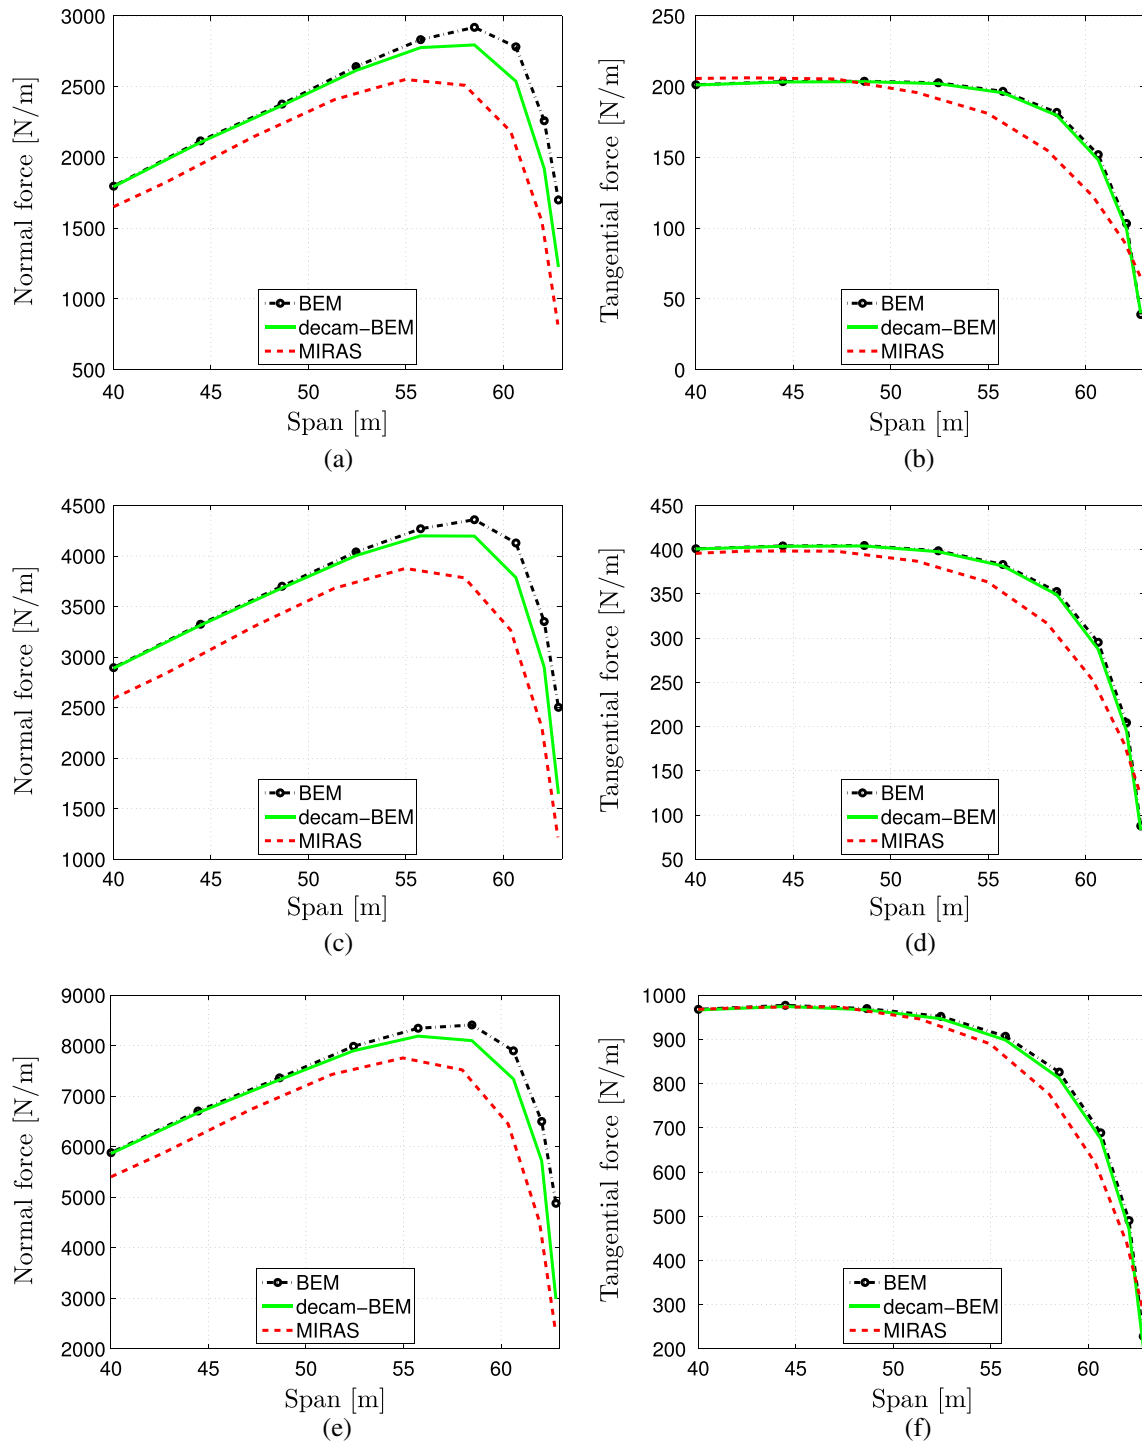 Normal force [N/m]
3000
2500
2000
1500
1000
500
40 45 50 55 60
Span [m]
BEM
decam-BEM
MIRAS
(a)
Tangential force [N/m]
250
200
150
100
50
0
40 45 50 55 60
Span [m]
BEM
decam-BEM
MIRAS
(b)
Normal force [N/m]
4500
4000
3500
3000
2500
2000
1500
1000
40 45 50 55 60
Span [m]
BEM
decam-BEM
MIRAS
(c)
Tangential force [N/m]
450
400
350
300
250
200
150
100
50
40 45 50 55 60
Span [m]
BEM
decam-BEM
MIRAS
(d)
Normal force [N/m]
9000
8000
7000
6000
5000
4000
3000
2000
40 45 50 55 60
Span [m]
BEM
decam-BEM
MIRAS
(e)
Tangential force [N/m]
1000
900
800
700
600
500
400
300
200
40 45 50 55 60
Span [m]
BEM
decam-BEM
MIRAS
(f)